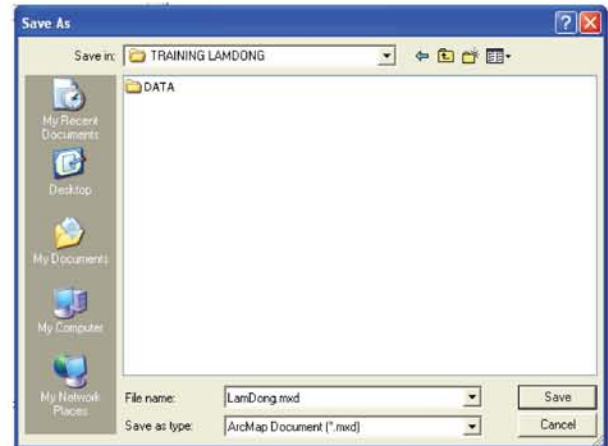 Save As
Save in: TRAINING LAMDONG
DATA
My Recent
Documents
Desktop
My Documents
My Computer
My Network
Places
File name: LamDong.mxd Save
Save as type: ArcMap Document (*.mxd) Cancel